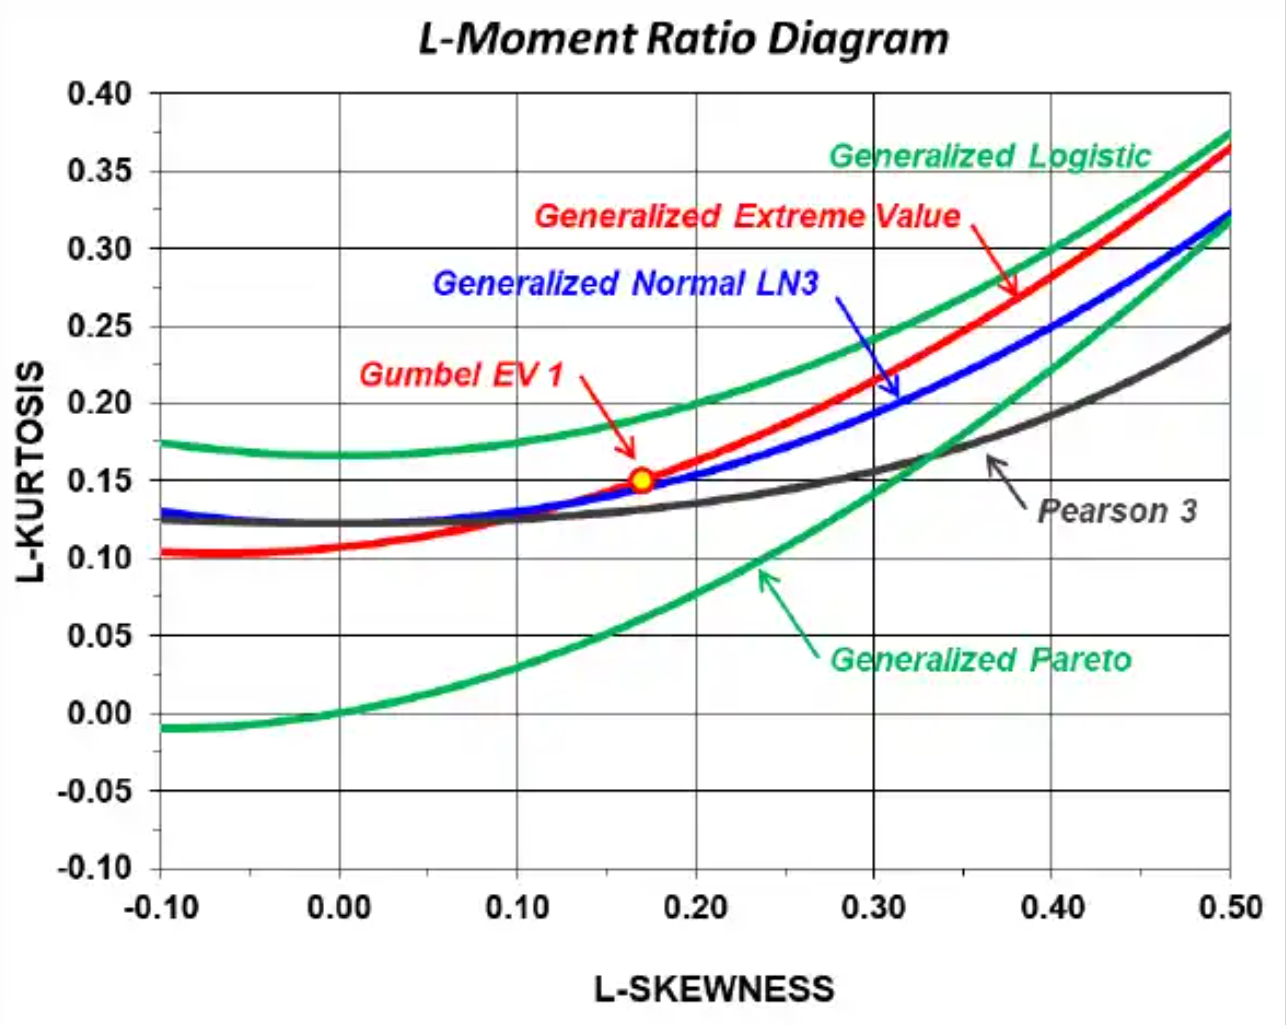 L-Moment Ratio Diagram
0.40
0.35
0.30
0.25
0.20
0.15
0.10
0.05
0.00
-0.05
-0.10
L-KURTOSIS
Generalized Logistic
Generalized Extreme Value
Generalized Normal LN3
Gumbel EV 1
Pearson 3
Generalized Pareto
-0.10 0.00 0.10 0.20 0.30 0.40 0.50
L-SKEWNESS